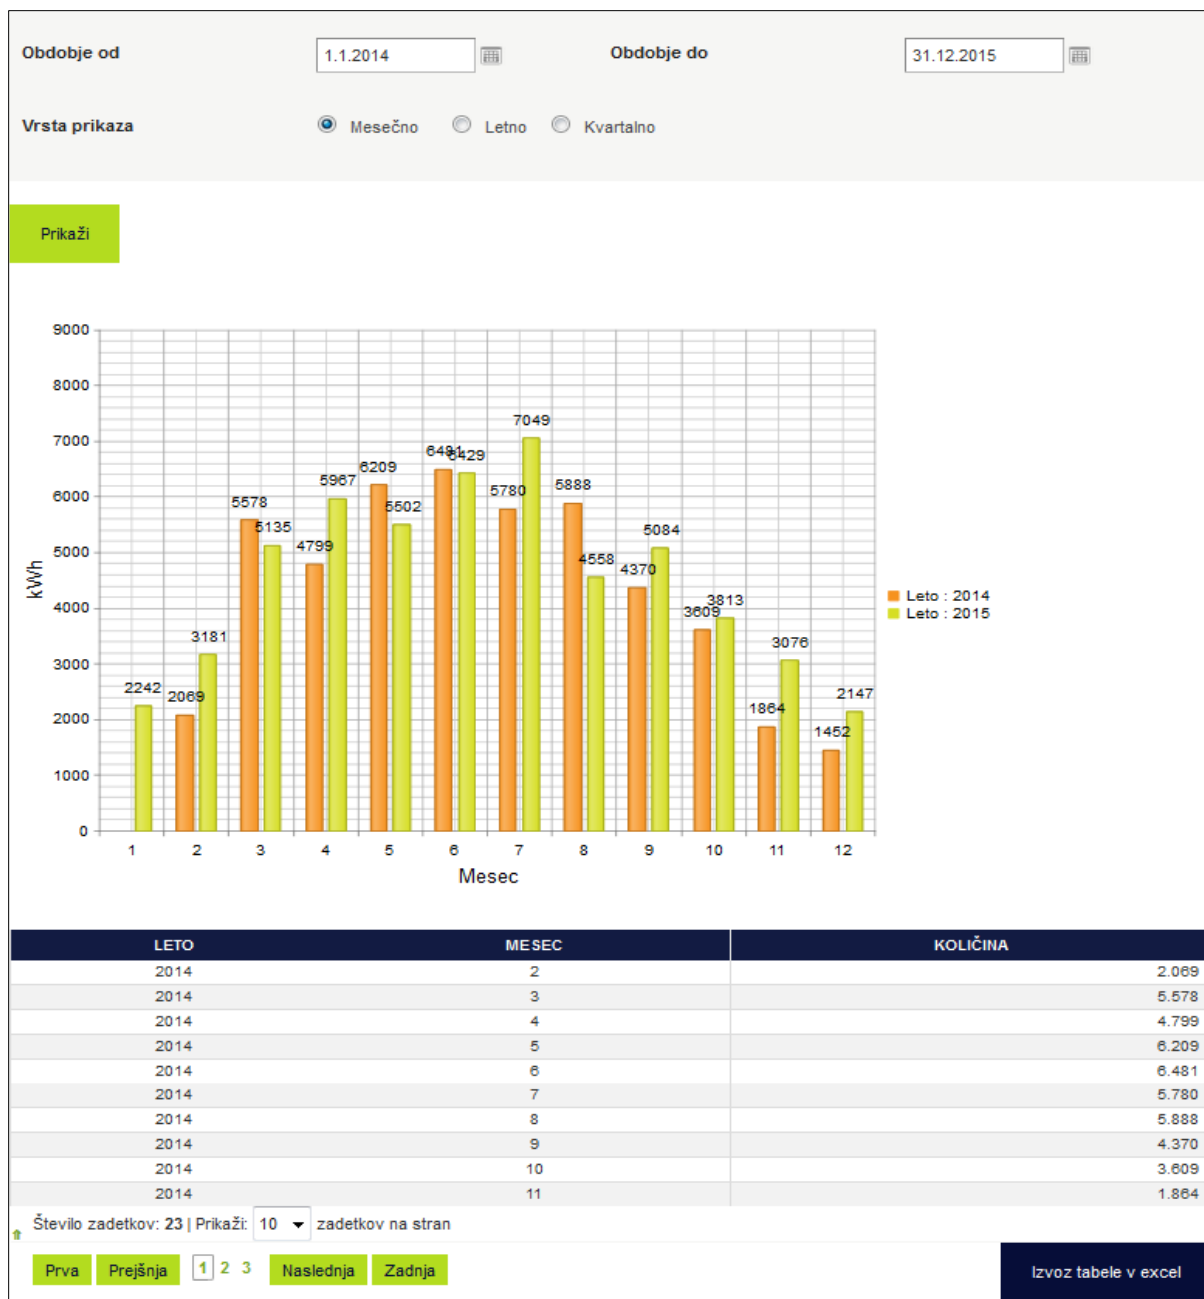 Obdobje od 1.1.2014 Obdobje do 31.12.2015
Vrsta prikaza Mesečno Letno Kvartalno
Prikaži
9000
8000
7000
6000
5000
4000
3000
2000
1000
0
kWh
2242
2069
3181
5578
5135
4799
5967
6209
5502
6481
6429
5780
7049
5888
4558
4370
5084
3609
3813
1864
3076
1452
2147
1 2 3 4 5 6 7 8 9 10 11 12
Mesec
Leto : 2014
Leto : 2015
LETO MESEC KOLIČINA
2014 2 2.069
2014 3 5.578
2014 4 4.799
2014 5 6.209
2014 6 6.481
2014 7 5.780
2014 8 5.888
2014 9 4.370
2014 10 3.609
2014 11 1.864
Število zadetkov: 23 | Prikaži: 10 zadetkov na stran
Prva Prejšnja 1 2 3 Naslednja Zadnja
Izvoz tabele v excel